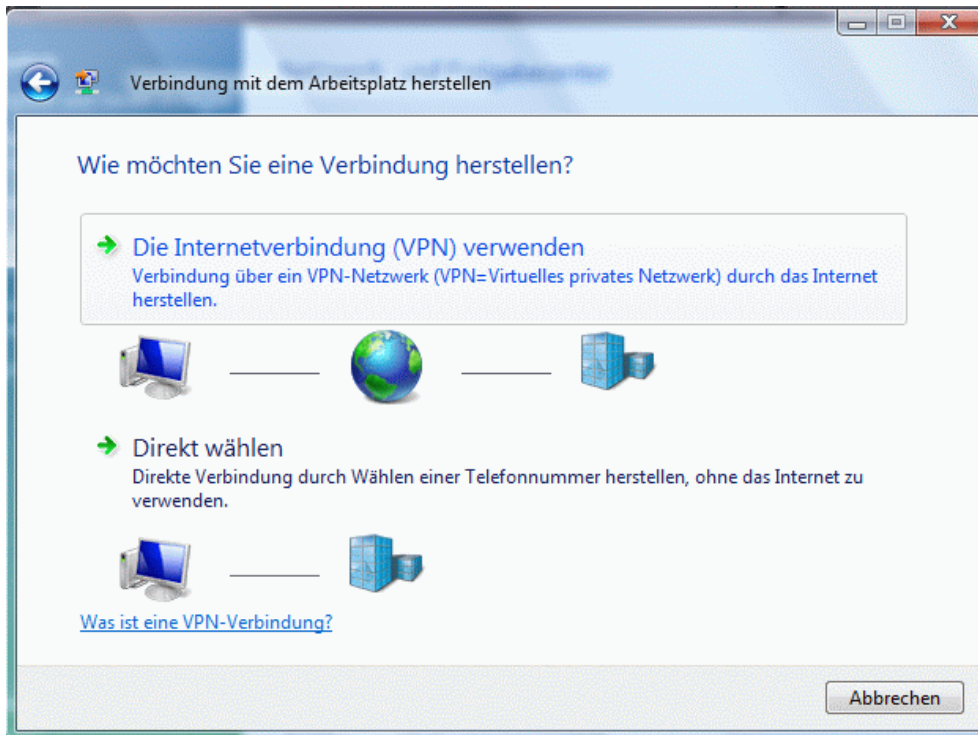 Verbindung mit dem Arbeitsplatz herstellen
Wie möchten Sie eine Verbindung herstellen?
Die Internetverbindung (VPN) verwenden
Verbindung über ein VPN-Netzwerk (VPN=Virtuelles privates Netzwerk) durch das Internet
herstellen.
Direkt wählen
Direkte Verbindung durch Wählen einer Telefonnummer herstellen, ohne das Internet zu
verwenden.
Was ist eine VPN-Verbindung?
Abbrechen